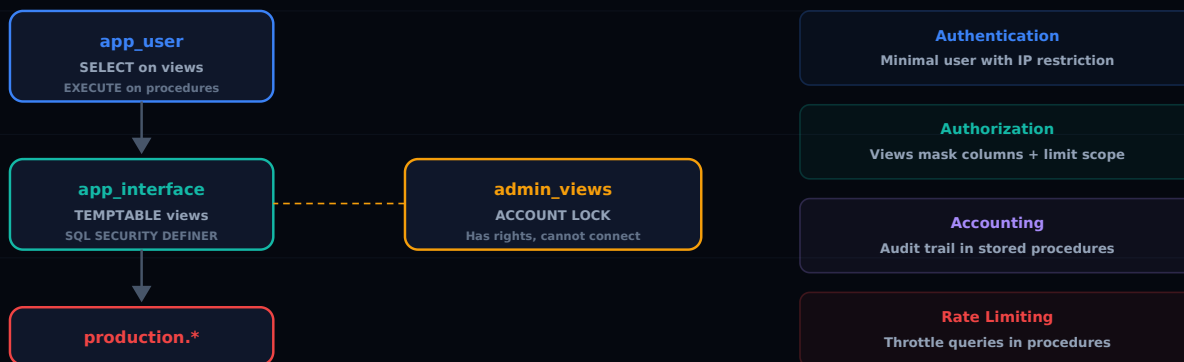 app_user
SELECT on views
EXECUTE on procedures
app_interface
TEMPTABLE views
SQL SECURITY DEFINER
admin_views
ACCOUNT LOCK
Has rights, cannot connect
production.*
Authentication
Minimal user with IP restriction
Authorization
Views mask columns + limit scope
Accounting
Audit trail in stored procedures
Rate Limiting
Throttle queries in procedures